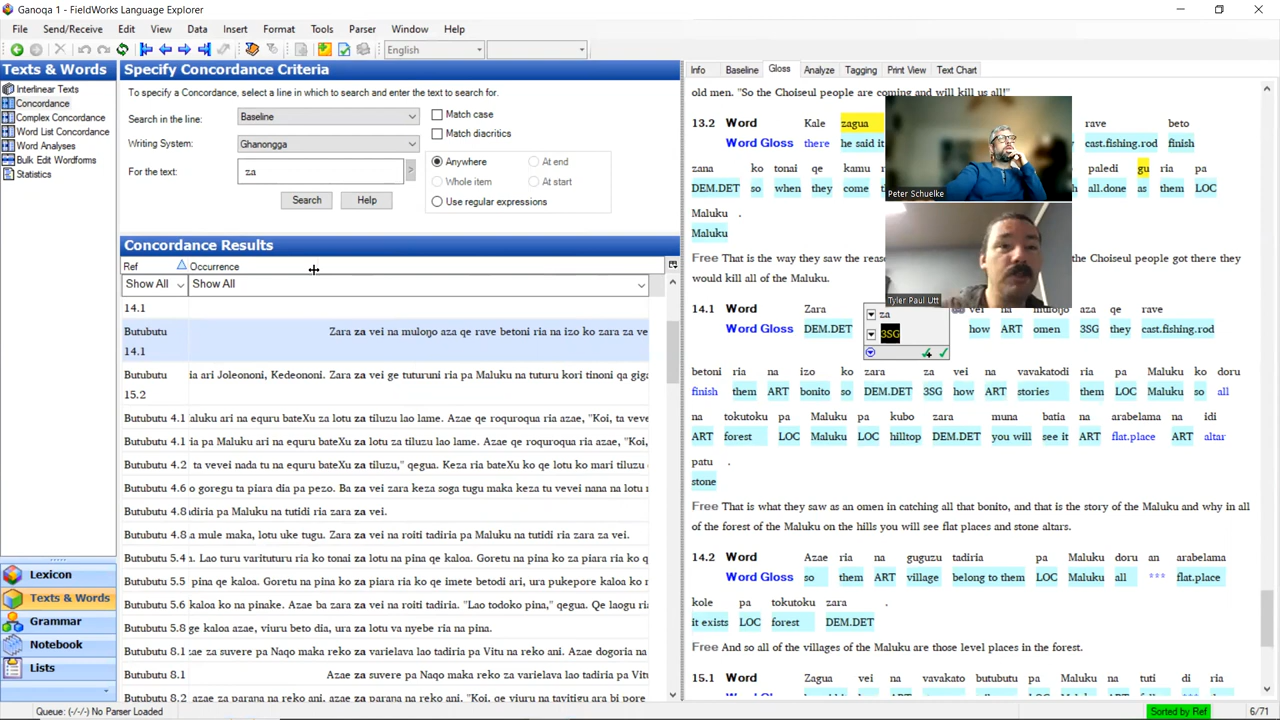 Ganoqa 1 - FieldWorks Language Explorer
File Send/Receive Edit View Data Insert Format Tools Parser Window Help
English
Texts & Words
Interlinear Texts
Concordance
Complex Concordance
Word List Concordance
Word Analyses
Bulk Edit Wordforms
Statistics
Lexicon
Texts & Words
Grammar
Notebook
Lists
Specify Concordance Criteria
To specify a Concordance, select a line in which to search and enter the text to search for.
Search in the line: Baseline
Writing System: Ghanongga
For the text: za
Search Help
Match case
Match diacritics
Anywhere At end
Whole item At start
Use regular expressions
Concordance Results
Ref Occurrence
Show All Show All
14.1
Butubutu Zara za vei na muloŋo aza qe rave betoni ria na izo ko zara za ve
14.1
Butubutu ia ari Joleononi, Kedeononi. Zara za vei ge tuturuni ria pa Maluku na tuturu kori tinoni qa giga
15.2
Butubutu 4.1 aluku ari na equru bateXu za lotu za tiluzu lao lame. Azae qe roquroqua ria azae, "Koi, ta veve
Butubutu 4.1 ia pa Maluku ari na equru bateXu za lotu za tiluzu lao lame. Azae qe roquroqua ria azae, "Koi,
Butubutu 4.2 ta vevei nada tu na equru bateXu za tiluzu," qegua. Keza ria bateXu ko qe lotu ko mari tiluzu
Butubutu 4.6 o goregu ta piara dia pa pezo. Ba za vei zara keza soga tugu maka keza tu vevei nana na lotu r
Butubutu 4.8 adiria pa Maluku na tutidi ria zara za vei.
Butubutu 4.8 a mule maka, lotu uke tugu. Zara za vei na roiti tadiria pa Maluku na tutidi ria zara za vei.
Butubutu 5.4 n. Lao turu varituturu ria ko tonai za lotu na pina qe kaloa. Goretu na pina ko za piara ria ko q
Butubutu 5.5 pina qe kaloa. Goretu na pina ko za piara ria ko qe imete betodi ari, ura pukepore kaloa ko m
Butubutu 5.6 kaloa ko na pinake. Azae ba Zara za vei na roiti tadiria. "Lao todoko pina," qegua. Qe laogu ria
Butubutu 5.8 ge kaloa azae, viuru beto dia, ura za lotu va nyebe ria na pina.
Butubutu 8.1 ae za suvere pa Naqo maka reko za varielava lao tadiria pa Vitu na reko ani. Azae dogoria na
Butubutu 8.1 Azae za suvere pa Naqo maka reko za varielava lao tadiria pa Vitu
Butubutu 8.2 azae za parana na reko ani. "Koi, ge viuru na tavitigu ara bi pore
Queue: (-/-/-) No Parser Loaded
Sorted by Ref 6/71
Info Baseline Gloss Analyze Tagging Print View Text Chart
old men. "So the Choiseul people are coming and will kill us all!"
13.2 Word Kale zagua rave beto
Word Gloss there he said it cast.fishing.rod finish
zana ko tonai qe kamu paledi gu ria pa
DEM.DET so when they come all.done as them LOC
Maluku .
Maluku
Free That is the way they saw the reas he Choiseul people got there they
would kill all of the Maluku.
14.1 Word Zara za vei na muloŋo aza qe rave
Word Gloss DEM.DET 3SG how ART omen 3SG they cast.fishing.rod
betoni ria na izo ko zara za vei na vavakatodi ria pa Maluku ko doru
finish them ART bonito so DEM.DET 3SG how ART stories them LOC Maluku so all
na tokutoku pa Maluku pa kubo zara muna batia na arabelama na idi
ART forest LOC Maluku LOC hilltop DEM.DET you will see it ART flat.place ART altar
patu .
stone
Free That is what they saw as an omen in catching all that bonito, and that is the story of the Maluku and why in all
of the forest of the Maluku on the hills you will see flat places and stone altars.
14.2 Word Azae ria na guguzu tadiria pa Maluku doru an arabelama
Word Gloss so them ART village belong to them LOC Maluku all *** flat.place
kole pa tokutoku zara .
it exists LOC forest DEM.DET
Free And so all of the villages of the Maluku are those level places in the forest.
15.1 Word Zagua vei na vavakato butubutu pa Maluku na tuti di ria
Peter Schuelke
Tyler Paul Utt